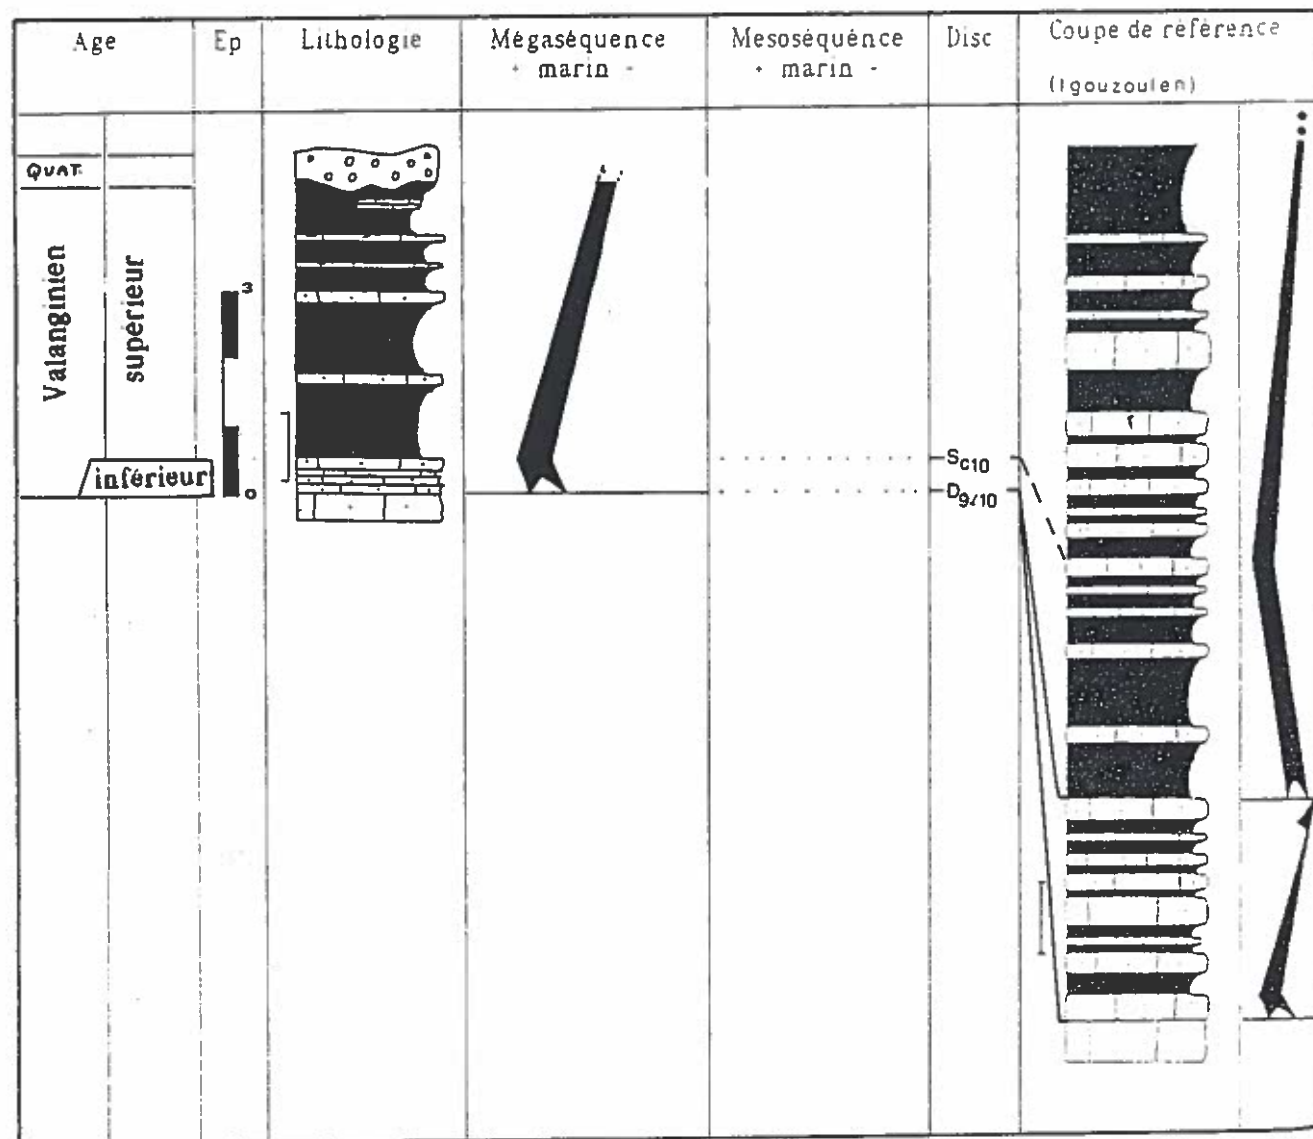 Age
Ep
Lithologie
Mégaséquence
+ marin -
Mesoséquénce
+ marin -
Disc
Coupe de référence
(Igouzoulen)
QUAT.
Valanginien
supérieur
inférieur
3
0
Sc10
D9/10